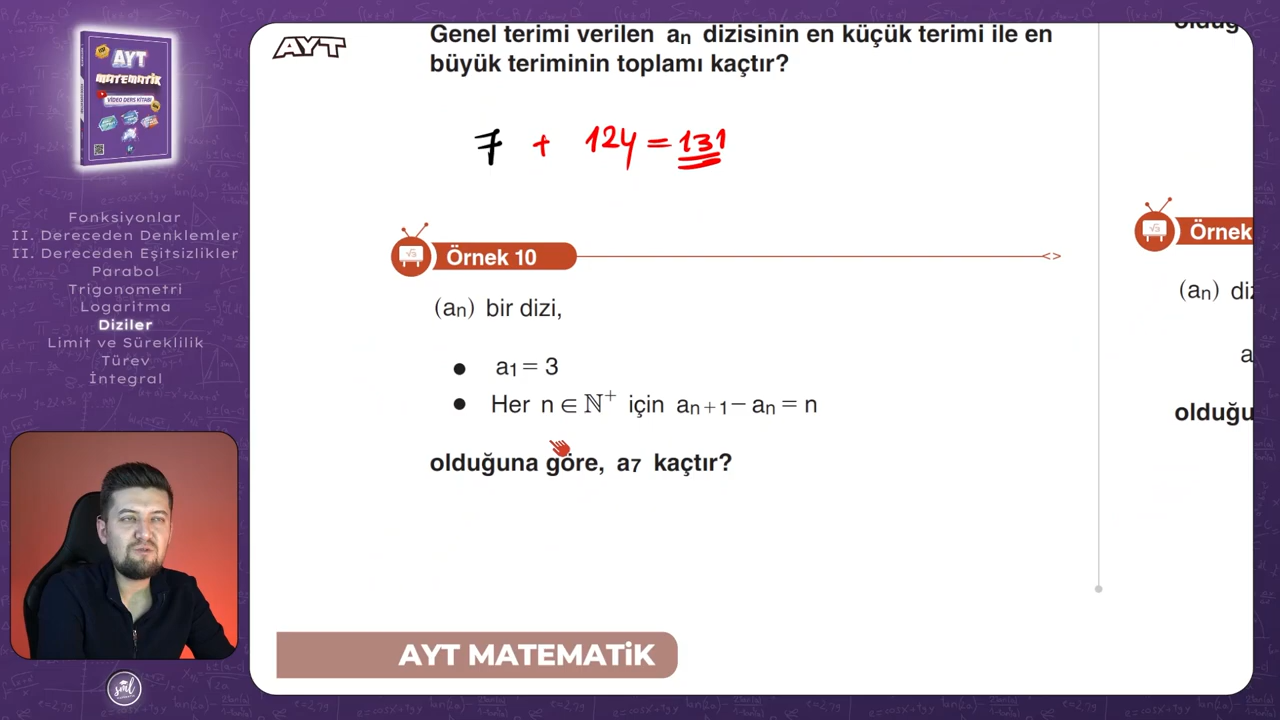 AYT
MATEMATİK
VİDEO DERS KİTABI
Fonksiyonlar
II. Dereceden Denklemler
II. Dereceden Eşitsizlikler
Parabol
Trigonometri
Logaritma
Diziler
Limit ve Süreklilik
Türev
İntegral
sml
AYT
Genel terimi verilen an dizisinin en küçük terimi ile en
büyük teriminin toplamı kaçtır?
7 + 124 = 131
√3 Örnek 10
(an) bir dizi,
● a1 = 3
● Her n ∈ ℕ+ için an+1 − an = n
olduğuna göre, a7 kaçtır?
AYT MATEMATİK
olduğ
Örnek
(an) diz
a
olduğu